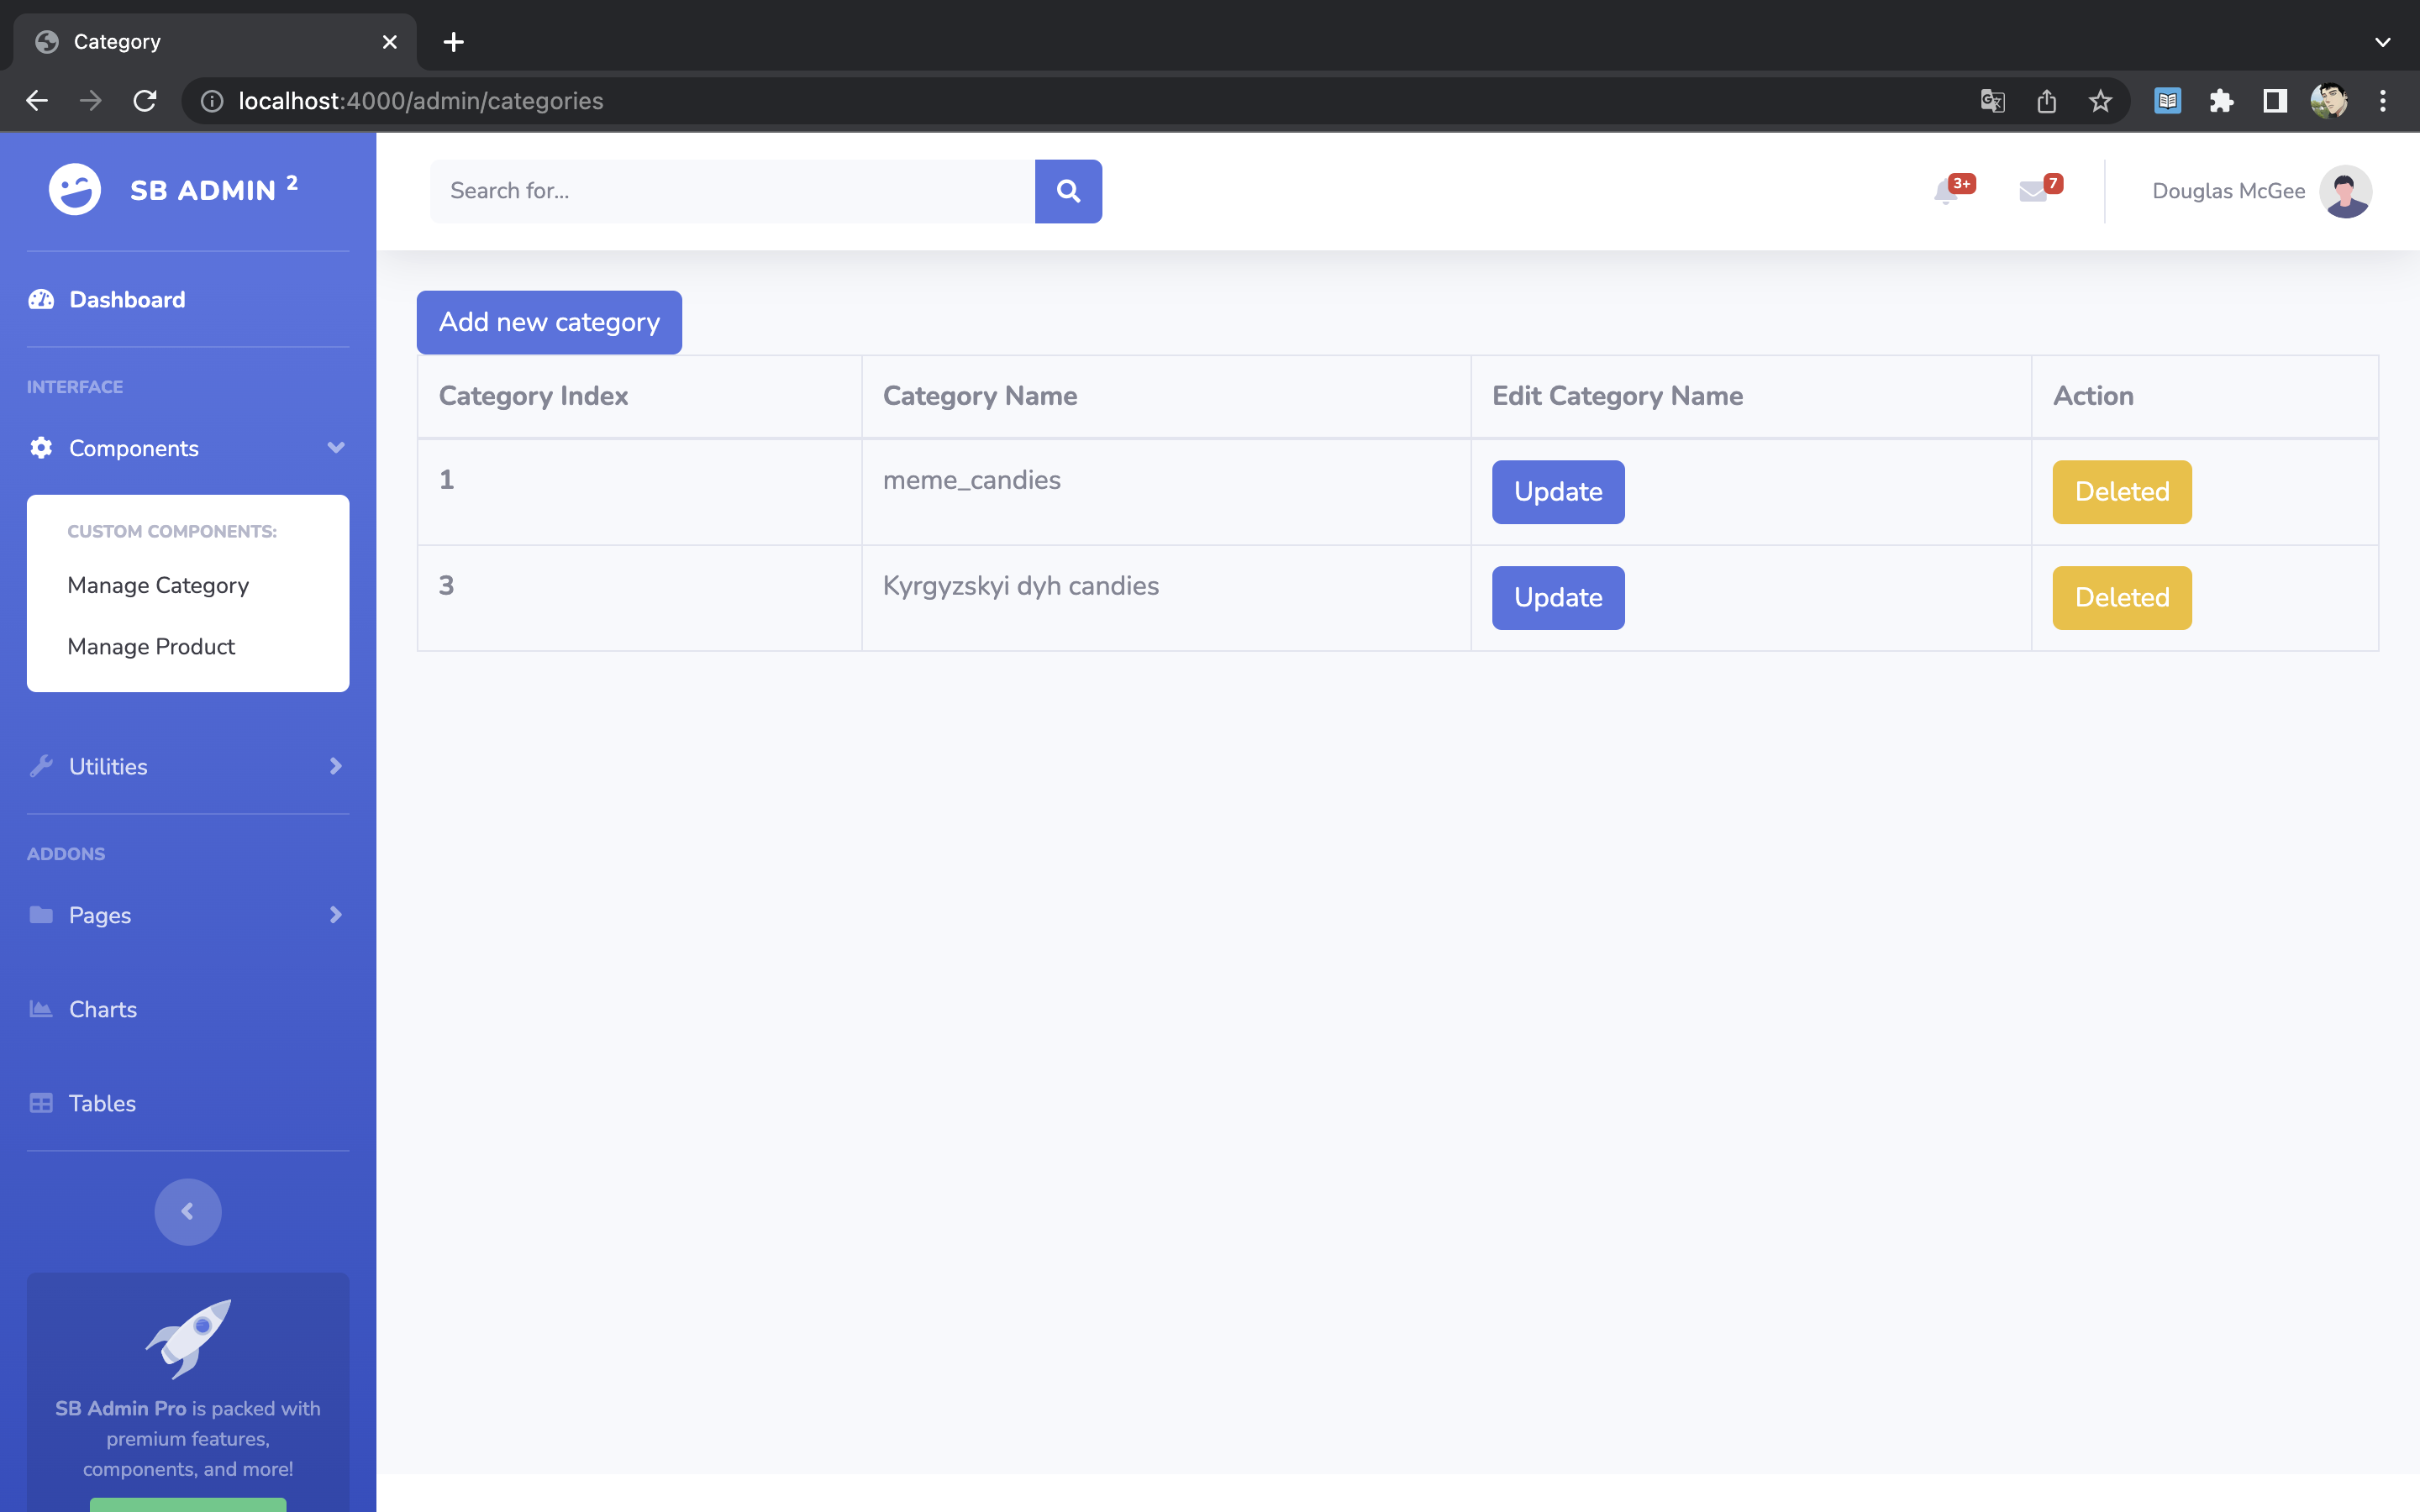 Category
localhost:4000/admin/categories
SB ADMIN 2
Search for...
3+
7
Douglas McGee
Dashboard
INTERFACE
Components
CUSTOM COMPONENTS:
Manage Category
Manage Product
Utilities
ADDONS
Pages
Charts
Tables
SB Admin Pro is packed with
premium features,
components, and more!
Add new category
Category Index Category Name Edit Category Name Action
1 meme_candies Update Deleted
3 Kyrgyzskyi dyh candies Update Deleted